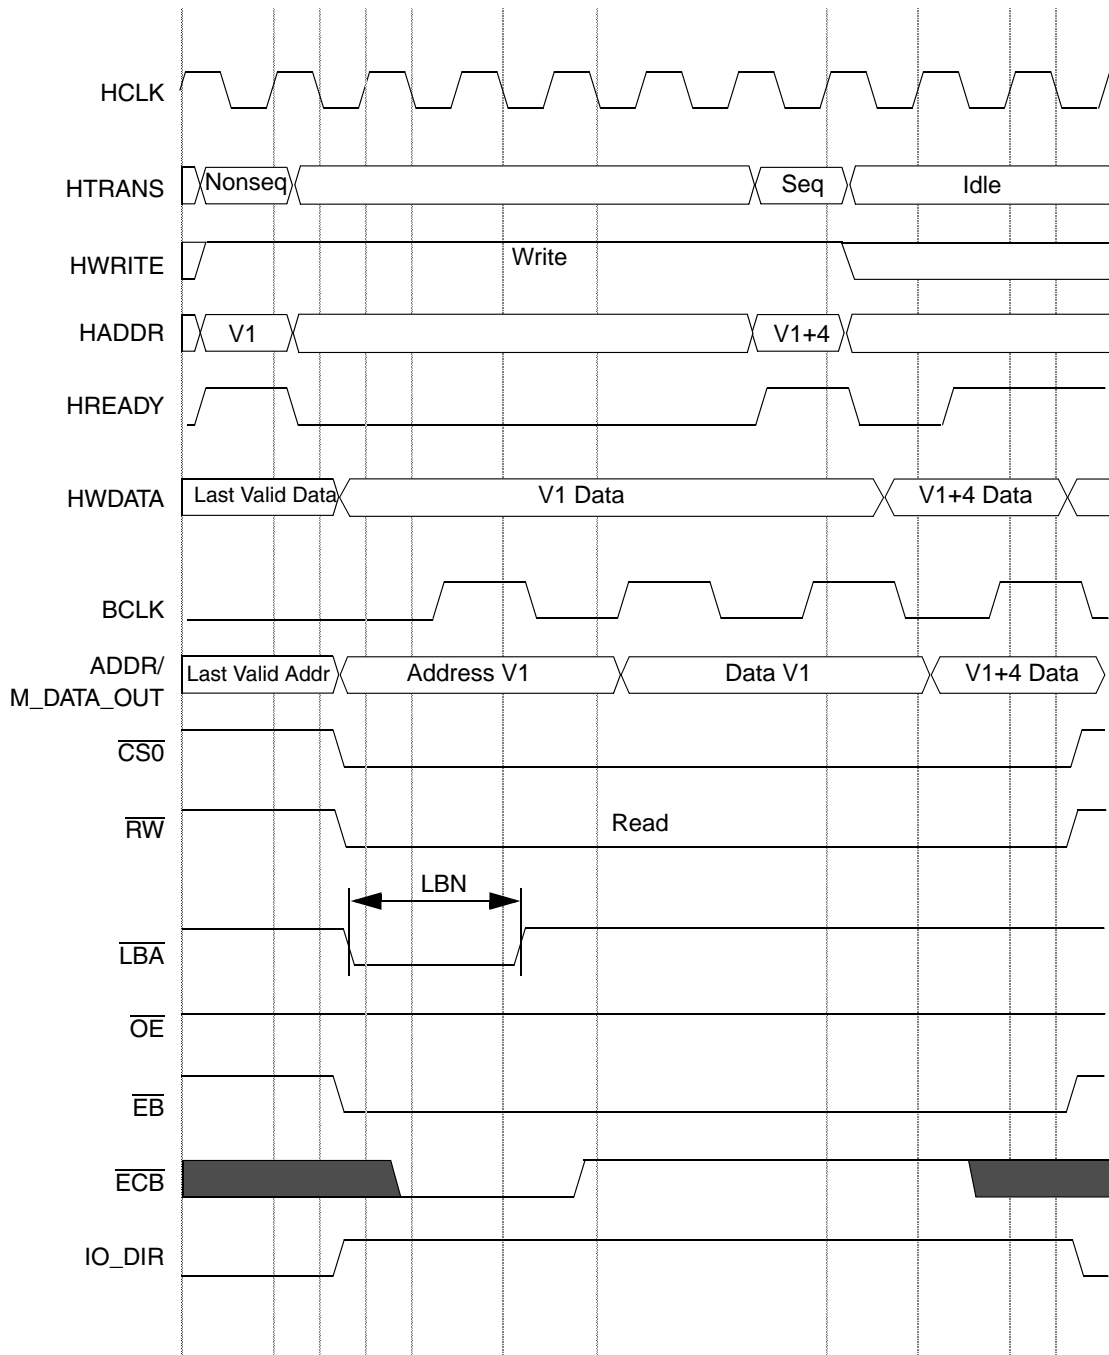 HCLK
HTRANS Nonseq Seq Idle
HWRITE Write
HADDR V1 V1+4
HREADY
HWDATA Last Valid Data V1 Data V1+4 Data
BCLK
ADDR/
M_DATA_OUT Last Valid Addr Address V1 Data V1 V1+4 Data
CS0
RW Read
LBN
LBA
OE
EB
ECB
IO_DIR